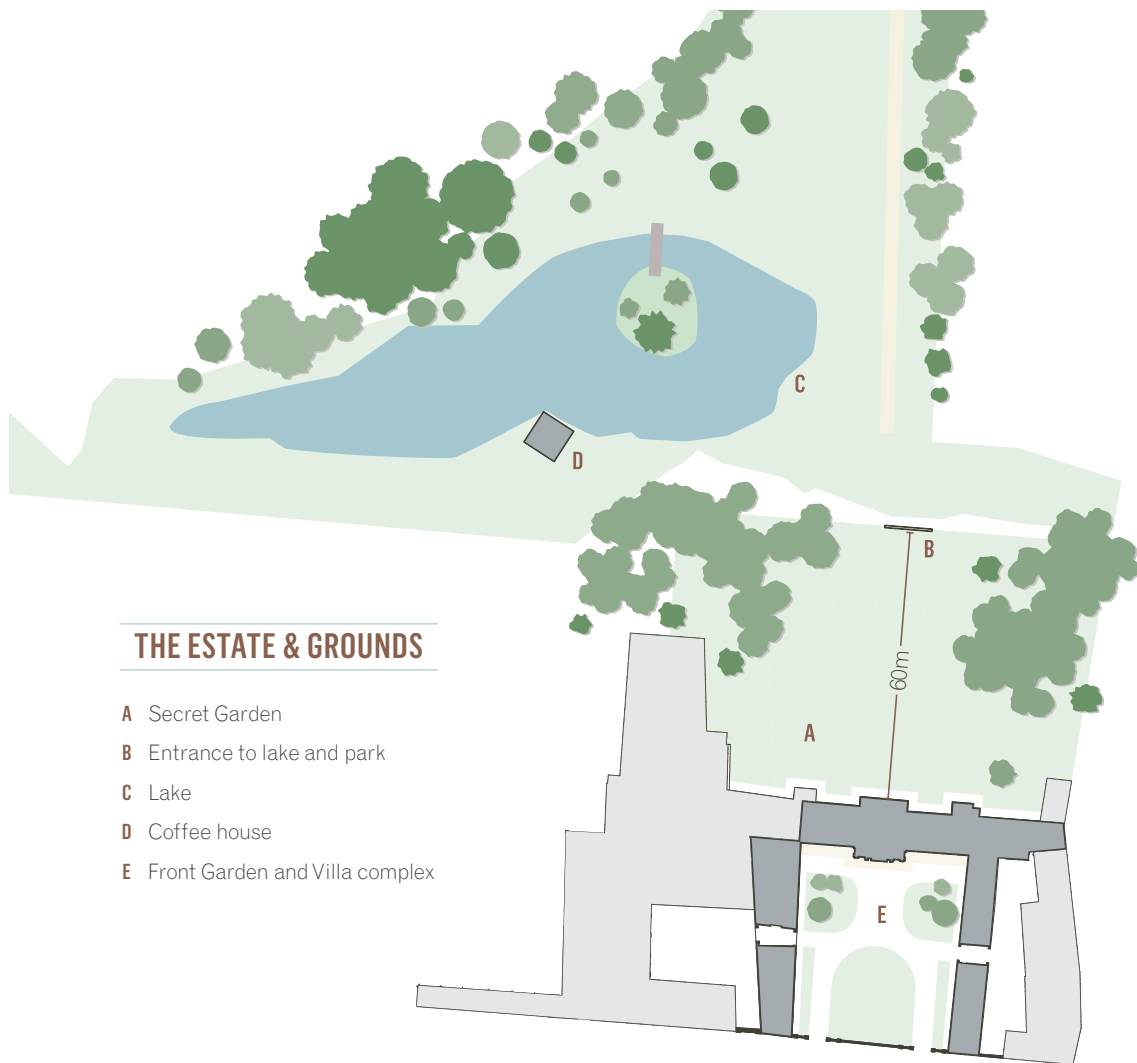 C
D
B
THE ESTATE & GROUNDS
60m
A Secret Garden
A
B Entrance to lake and park
C Lake
D Coffee house
E Front Garden and Villa complex
E